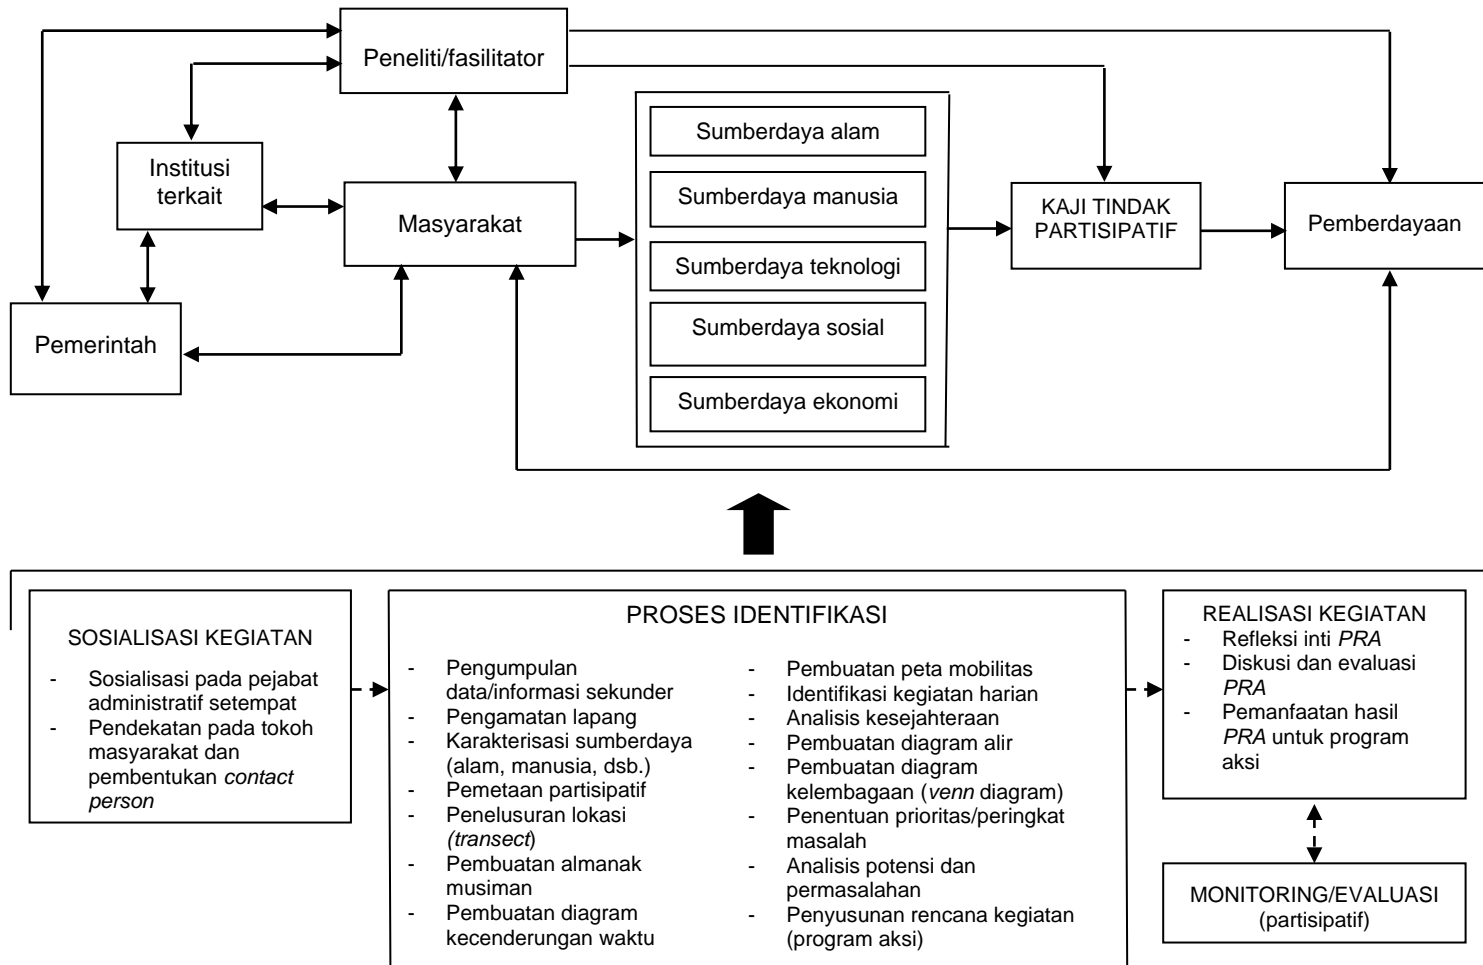 Peneliti/fasilitator
Institusi
terkait
Masyarakat
Pemerintah
Sumberdaya alam
Sumberdaya manusia
Sumberdaya teknologi
Sumberdaya sosial
Sumberdaya ekonomi
KAJI TINDAK
PARTISIPATIF
Pemberdayaan
SOSIALISASI KEGIATAN
- Sosialisasi pada pejabat
administratif setempat
- Pendekatan pada tokoh
masyarakat dan
pembentukan contact
person
PROSES IDENTIFIKASI
- Pengumpulan
data/informasi sekunder
- Pengamatan lapang
- Karakterisasi sumberdaya
(alam, manusia, dsb.)
- Pemetaan partisipatif
- Penelusuran lokasi
(transect)
- Pembuatan almanak
musiman
- Pembuatan diagram
kecenderungan waktu
- Pembuatan peta mobilitas
- Identifikasi kegiatan harian
- Analisis kesejahteraan
- Pembuatan diagram alir
- Pembuatan diagram
kelembagaan (venn diagram)
- Penentuan prioritas/peringkat
masalah
- Analisis potensi dan
permasalahan
- Penyusunan rencana kegiatan
(program aksi)
REALISASI KEGIATAN
- Refleksi inti PRA
- Diskusi dan evaluasi
PRA
- Pemanfaatan hasil
PRA untuk program
aksi
MONITORING/EVALUASI
(partisipatif)